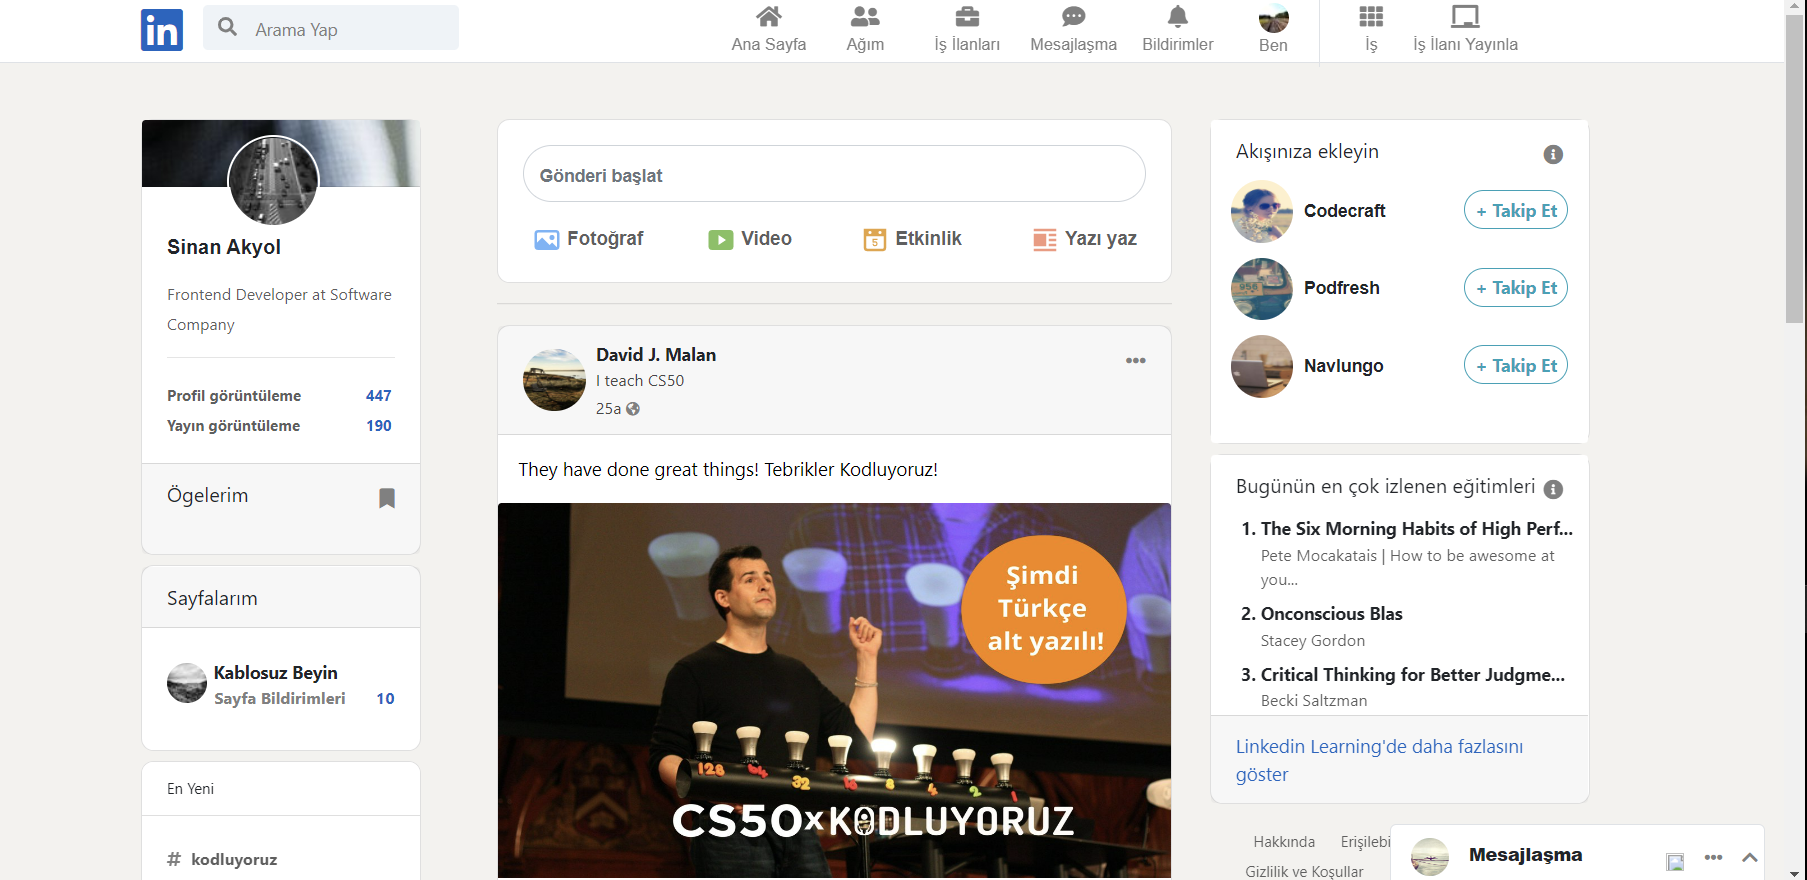 in
Arama Yap
Ana Sayfa
Ağım
İş İlanları
Mesajlaşma
Bildirimler
Ben
İş
İş İlanı Yayınla
Sinan Akyol
Frontend Developer at Software
Company
Profil görüntüleme 447
Yayın görüntüleme 190
Ögelerim
Sayfalarım
Kablosuz Beyin
Sayfa Bildirimleri 10
En Yeni
# kodluyoruz
Gönderi başlat
Fotoğraf
Video
5
Etkinlik
Yazı yaz
David J. Malan
I teach CS50
25a
They have done great things! Tebrikler Kodluyoruz!
Şimdi
Türkçe
alt yazılı!
128 64 32 16 8 4 2 1
CS50xKODLUYORUZ
Akışınıza ekleyin
Codecraft + Takip Et
Podfresh + Takip Et
Navlungo + Takip Et
Bugünün en çok izlenen eğitimleri
1. The Six Morning Habits of High Perf...
Pete Mocakatais | How to be awesome at
you...
2. Onconscious Blas
Stacey Gordon
3. Critical Thinking for Better Judgme...
Becki Saltzman
Linkedin Learning'de daha fazlasını
göster
Hakkında Erişilebi
Gizlilik ve Koşullar
Mesajlaşma